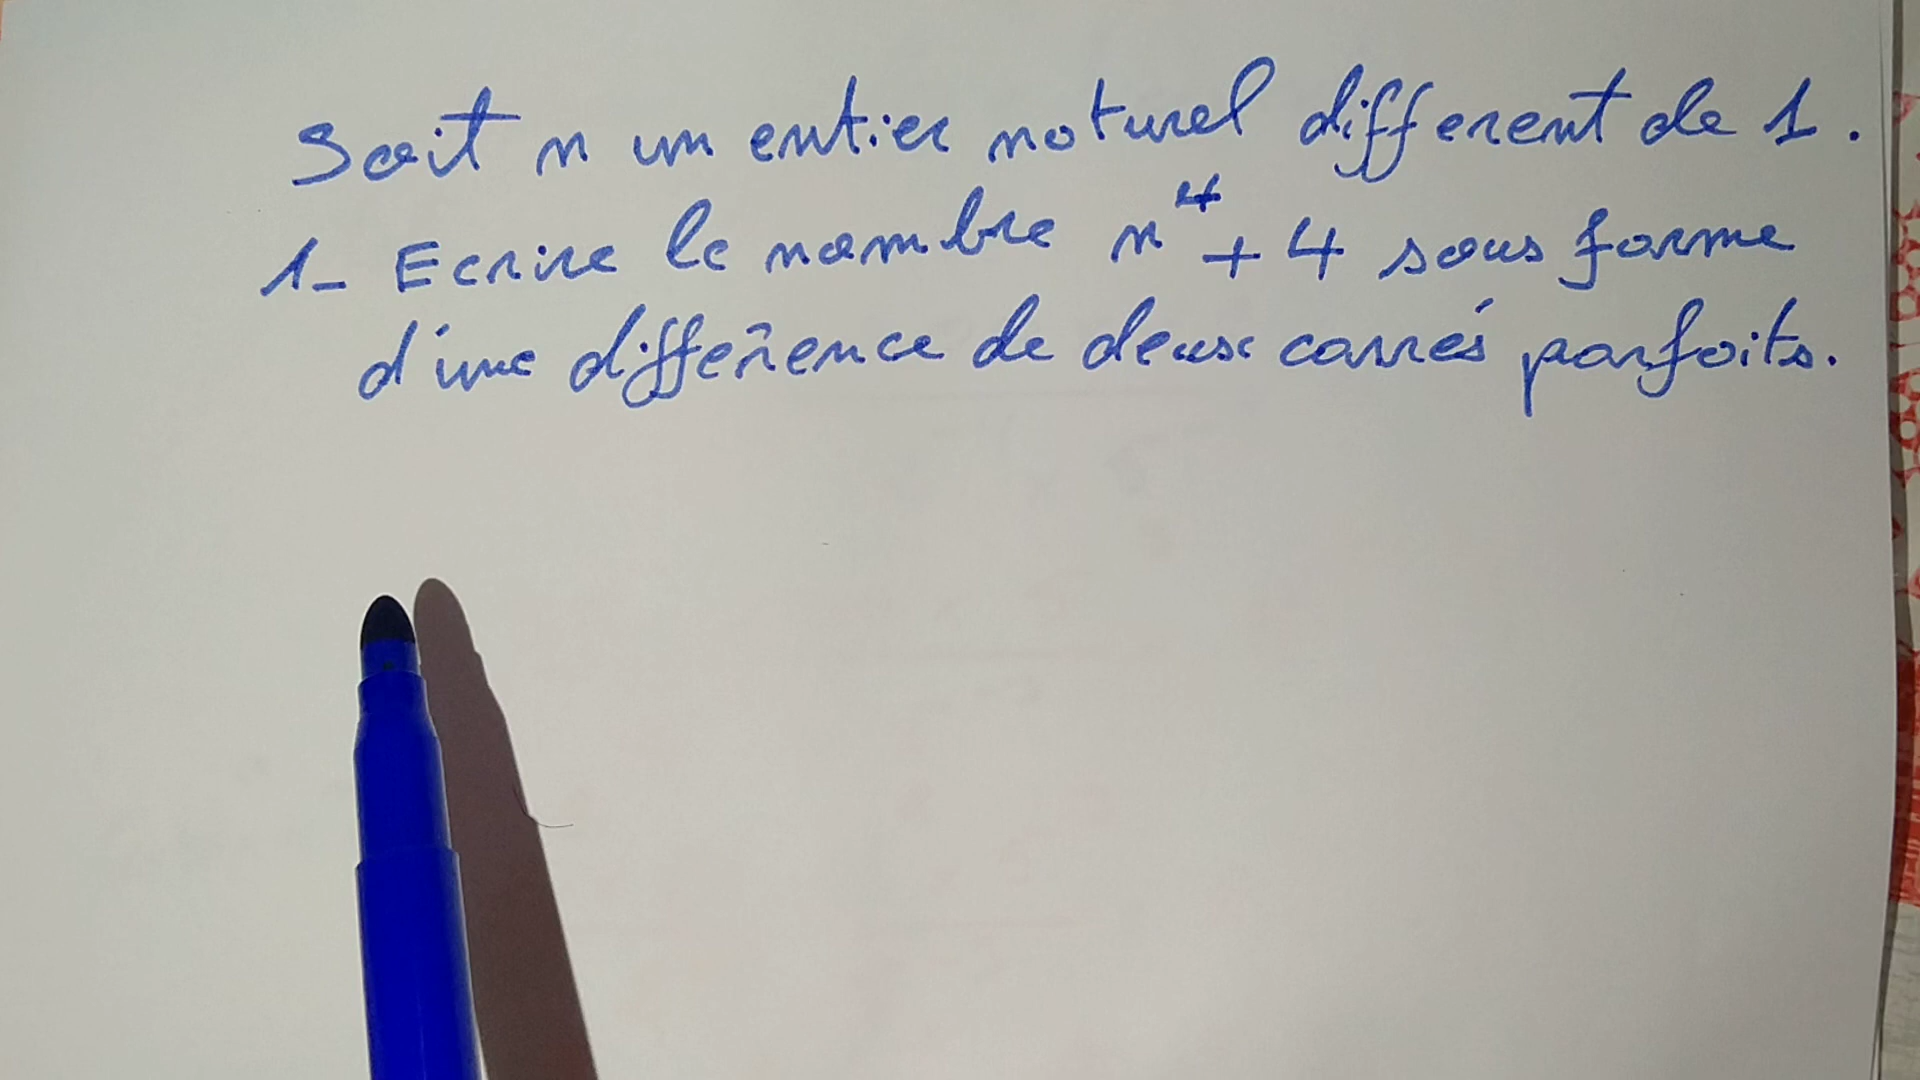 Soit n un entier naturel different de 1.
1- Ecrire le nombre n⁴ + 4 sous forme
d'une différence de deux carrés parfaits.